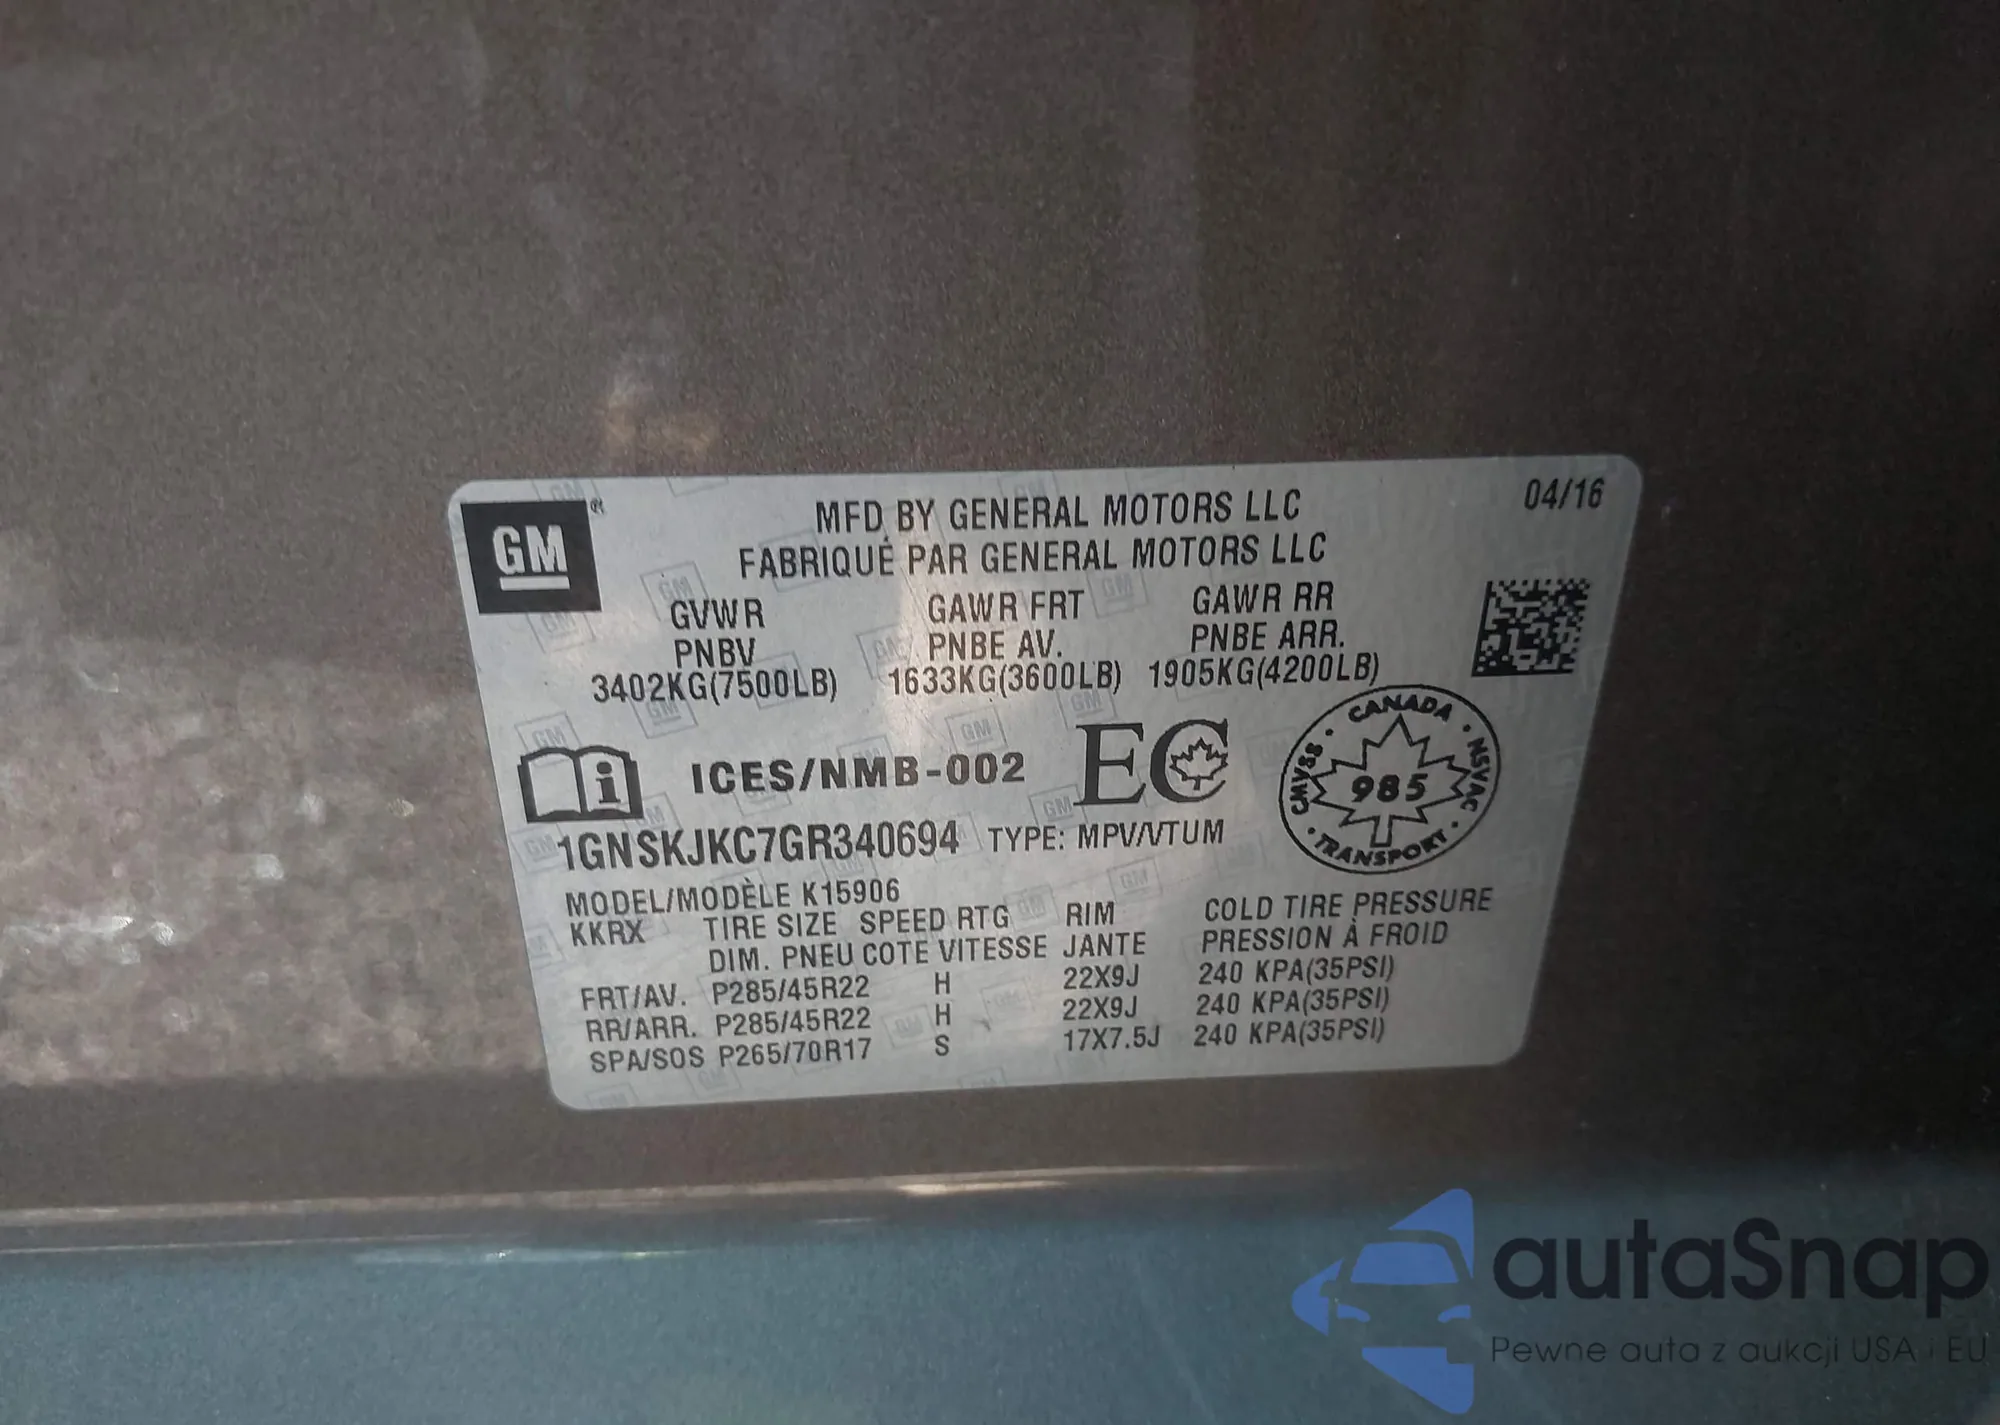 GM
MFD BY GENERAL MOTORS LLC
04/16
FABRIQUÉ PAR GENERAL MOTORS LLC
GVWR GAWR FRT GAWR RR
PNBV PNBE AV. PNBE ARR.
3402KG(7500LB) 1633KG(3600LB) 1905KG(4200LB)
i ICES/NMB-002 EC
CANADA
CMVSS 985 NSVAC
TRANSPORT
1GNSKJKC7GR340694 TYPE: MPV/VTUM
MODEL/MODÈLE K15906
KKRX TIRE SIZE SPEED RTG RIM COLD TIRE PRESSURE
DIM. PNEU COTE VITESSE JANTE PRESSION À FROID
FRT/AV. P285/45R22 H 22X9J 240 KPA(35PSI)
RR/ARR. P285/45R22 H 22X9J 240 KPA(35PSI)
SPA/SOS P265/70R17 S 17X7.5J 240 KPA(35PSI)
autaSnap
Pewne auta z aukcji USA i EU